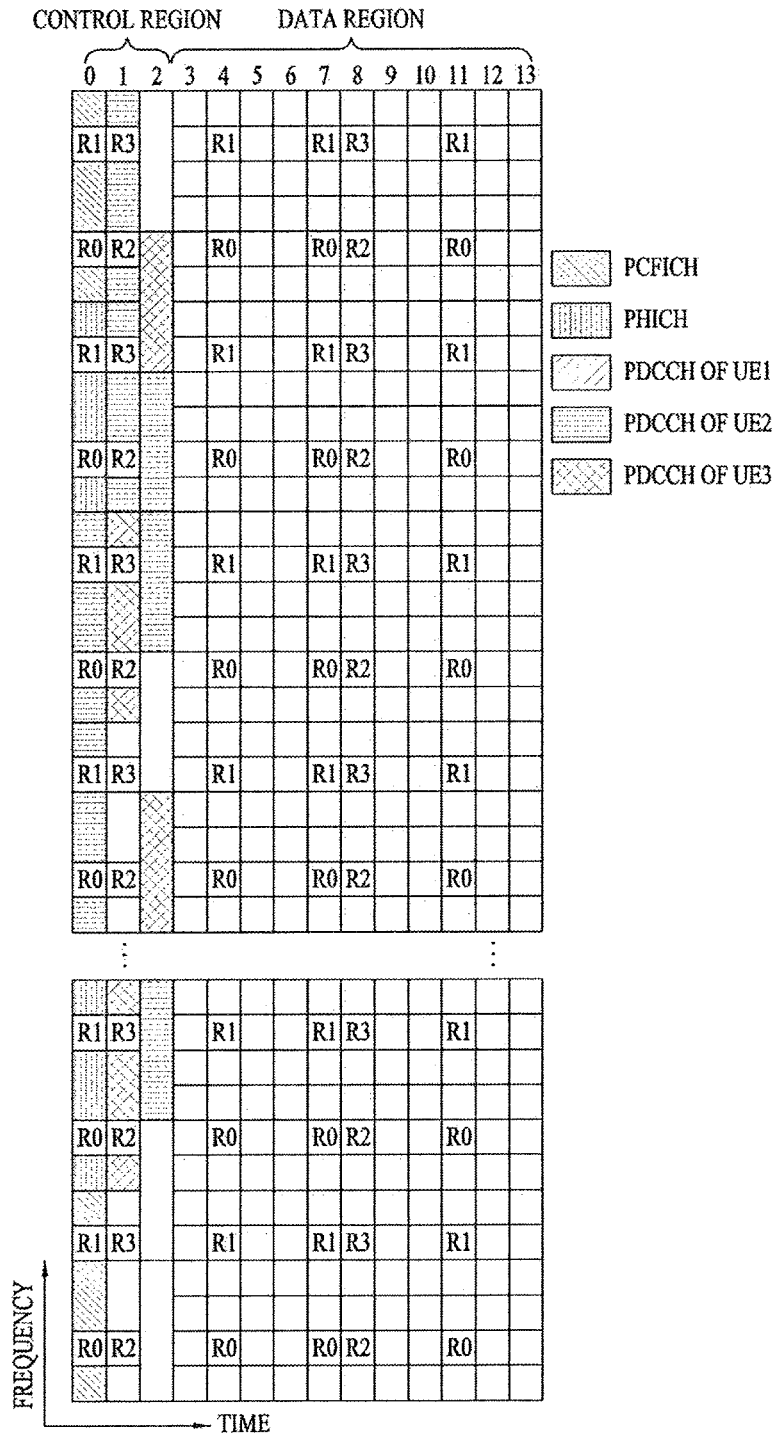 CONTROL REGION DATA REGION
0 1 2 3 4 5 6 7 8 9 10 11 12 13
R1 R3 R1 R1 R3 R1
R0 R2 R0 R0 R2 R0
PCFICH
PHICH
R1 R3 R1 R1 R3 R1
PDCCH OF UE1
PDCCH OF UE2
R0 R2 R0 R0 R2 R0
PDCCH OF UE3
R1 R3 R1 R1 R3 R1
R0 R2 R0 R0 R2 R0
R1 R3 R1 R1 R3 R1
R0 R2 R0 R0 R2 R0
R1 R3 R1 R1 R3 R1
R0 R2 R0 R0 R2 R0
R1 R3 R1 R1 R3 R1
R0 R2 R0 R0 R2 R0
FREQUENCY
TIME